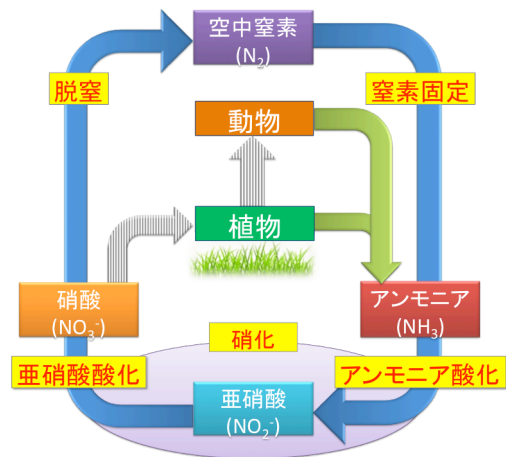 空中窒素
(N₂)
脱窒
窒素固定
動物
植物
硝酸
(NO₃⁻)
アンモニア
(NH₃)
硝化
亜硝酸酸化
アンモニア酸化
亜硝酸
(NO₂⁻)